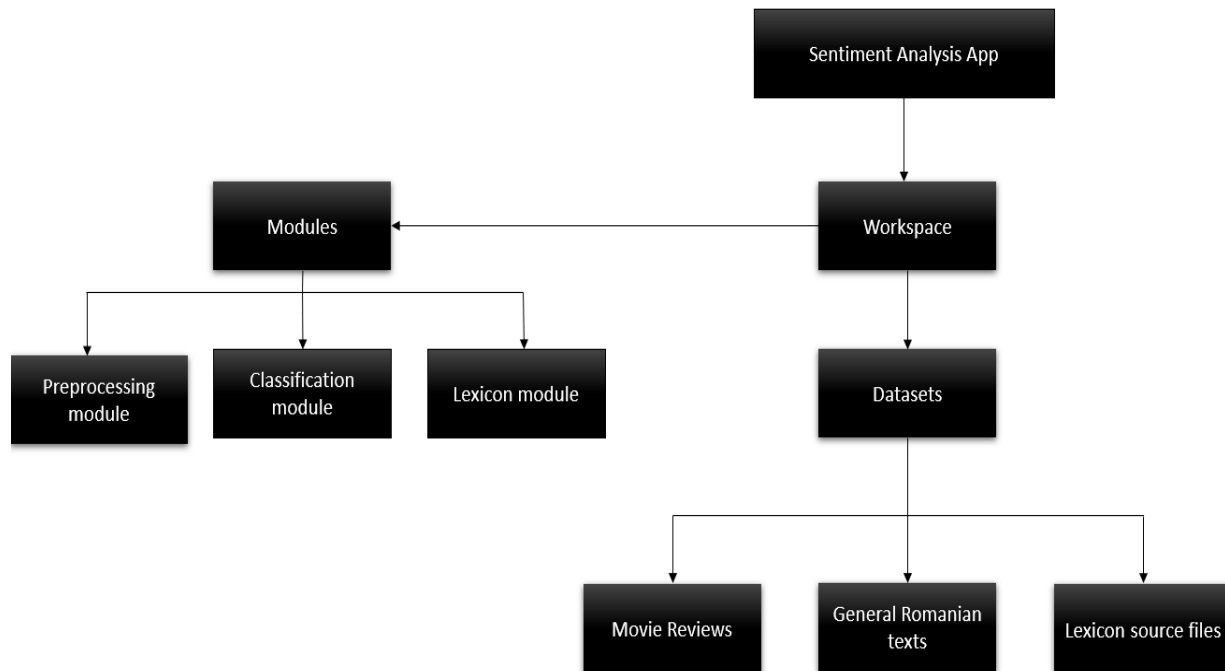 Sentiment Analysis App
Modules
Workspace
Preprocessing
module
Classification
module
Lexicon module
Datasets
Movie Reviews
General Romanian
texts
Lexicon source files